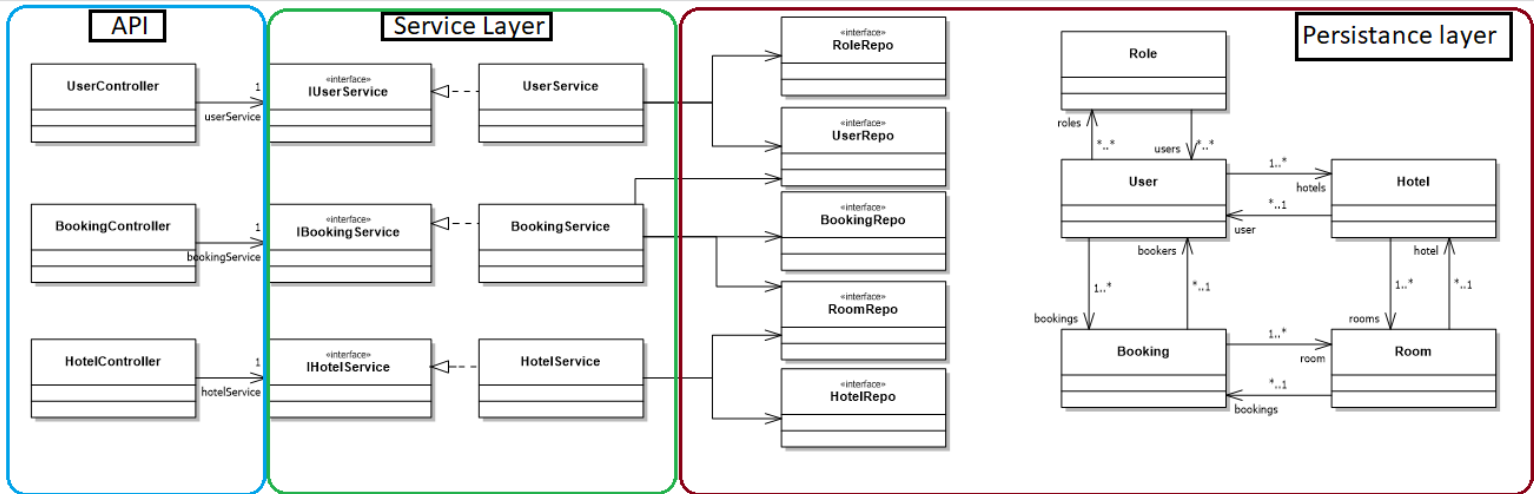 API
UserController
1
userService
BookingController
1
bookingService
HotelController
1
hotelService
Service Layer
«interface»
IUserService
UserService
«interface»
IBookingService
BookingService
«interface»
IHotelService
HotelService
Persistance layer
«interface»
RoleRepo
«interface»
UserRepo
«interface»
BookingRepo
«interface»
RoomRepo
«interface»
HotelRepo
Role
roles
*..*
users
*..*
User
1..*
hotels
Hotel
*..1
user
bookers
hotel
1..*
*..1
1..*
*..1
bookings
rooms
Booking
1..*
room
Room
*..1
bookings